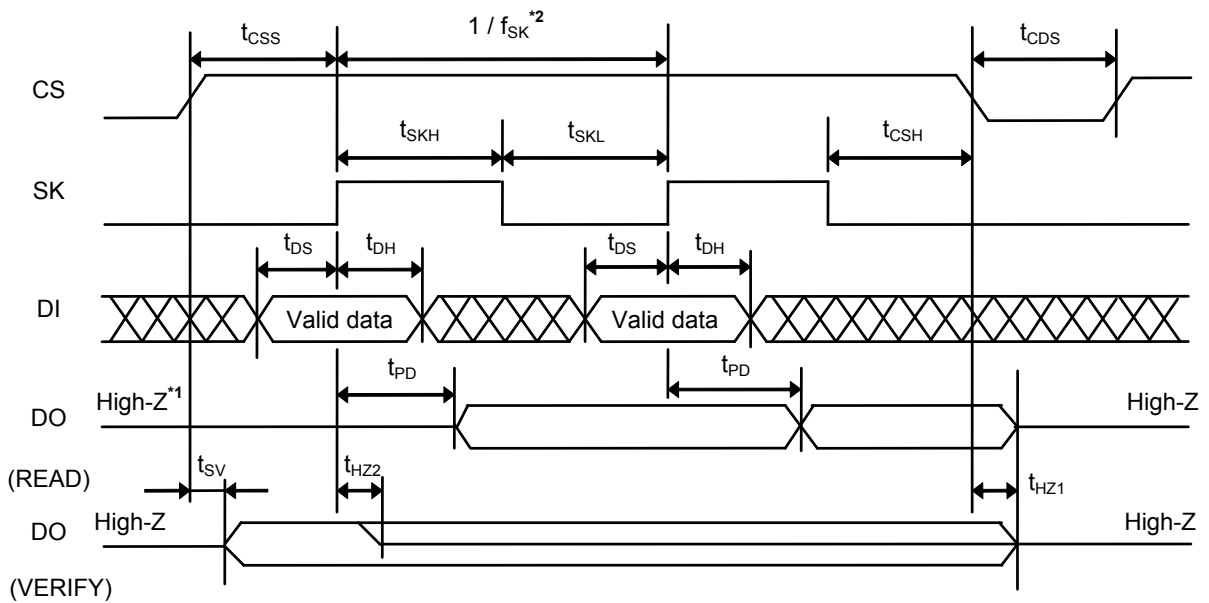 tCSS
1 / fSK*2
tCDS
CS
tSKH
tSKL
tCSH
SK
tDS
tDH
tDS
tDH
DI
Valid data
Valid data
tPD
tPD
High-Z*1
High-Z
DO
(READ)
tSV
tHZ2
tHZ1
High-Z
High-Z
DO
(VERIFY)